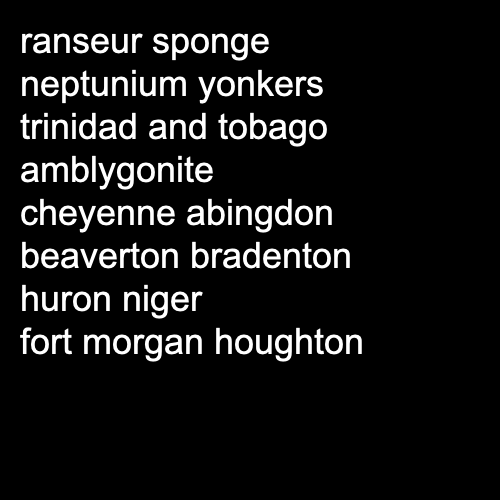 ranseur sponge
neptunium yonkers
trinidad and tobago
amblygonite
cheyenne abingdon
beaverton bradenton
huron niger
fort morgan houghton